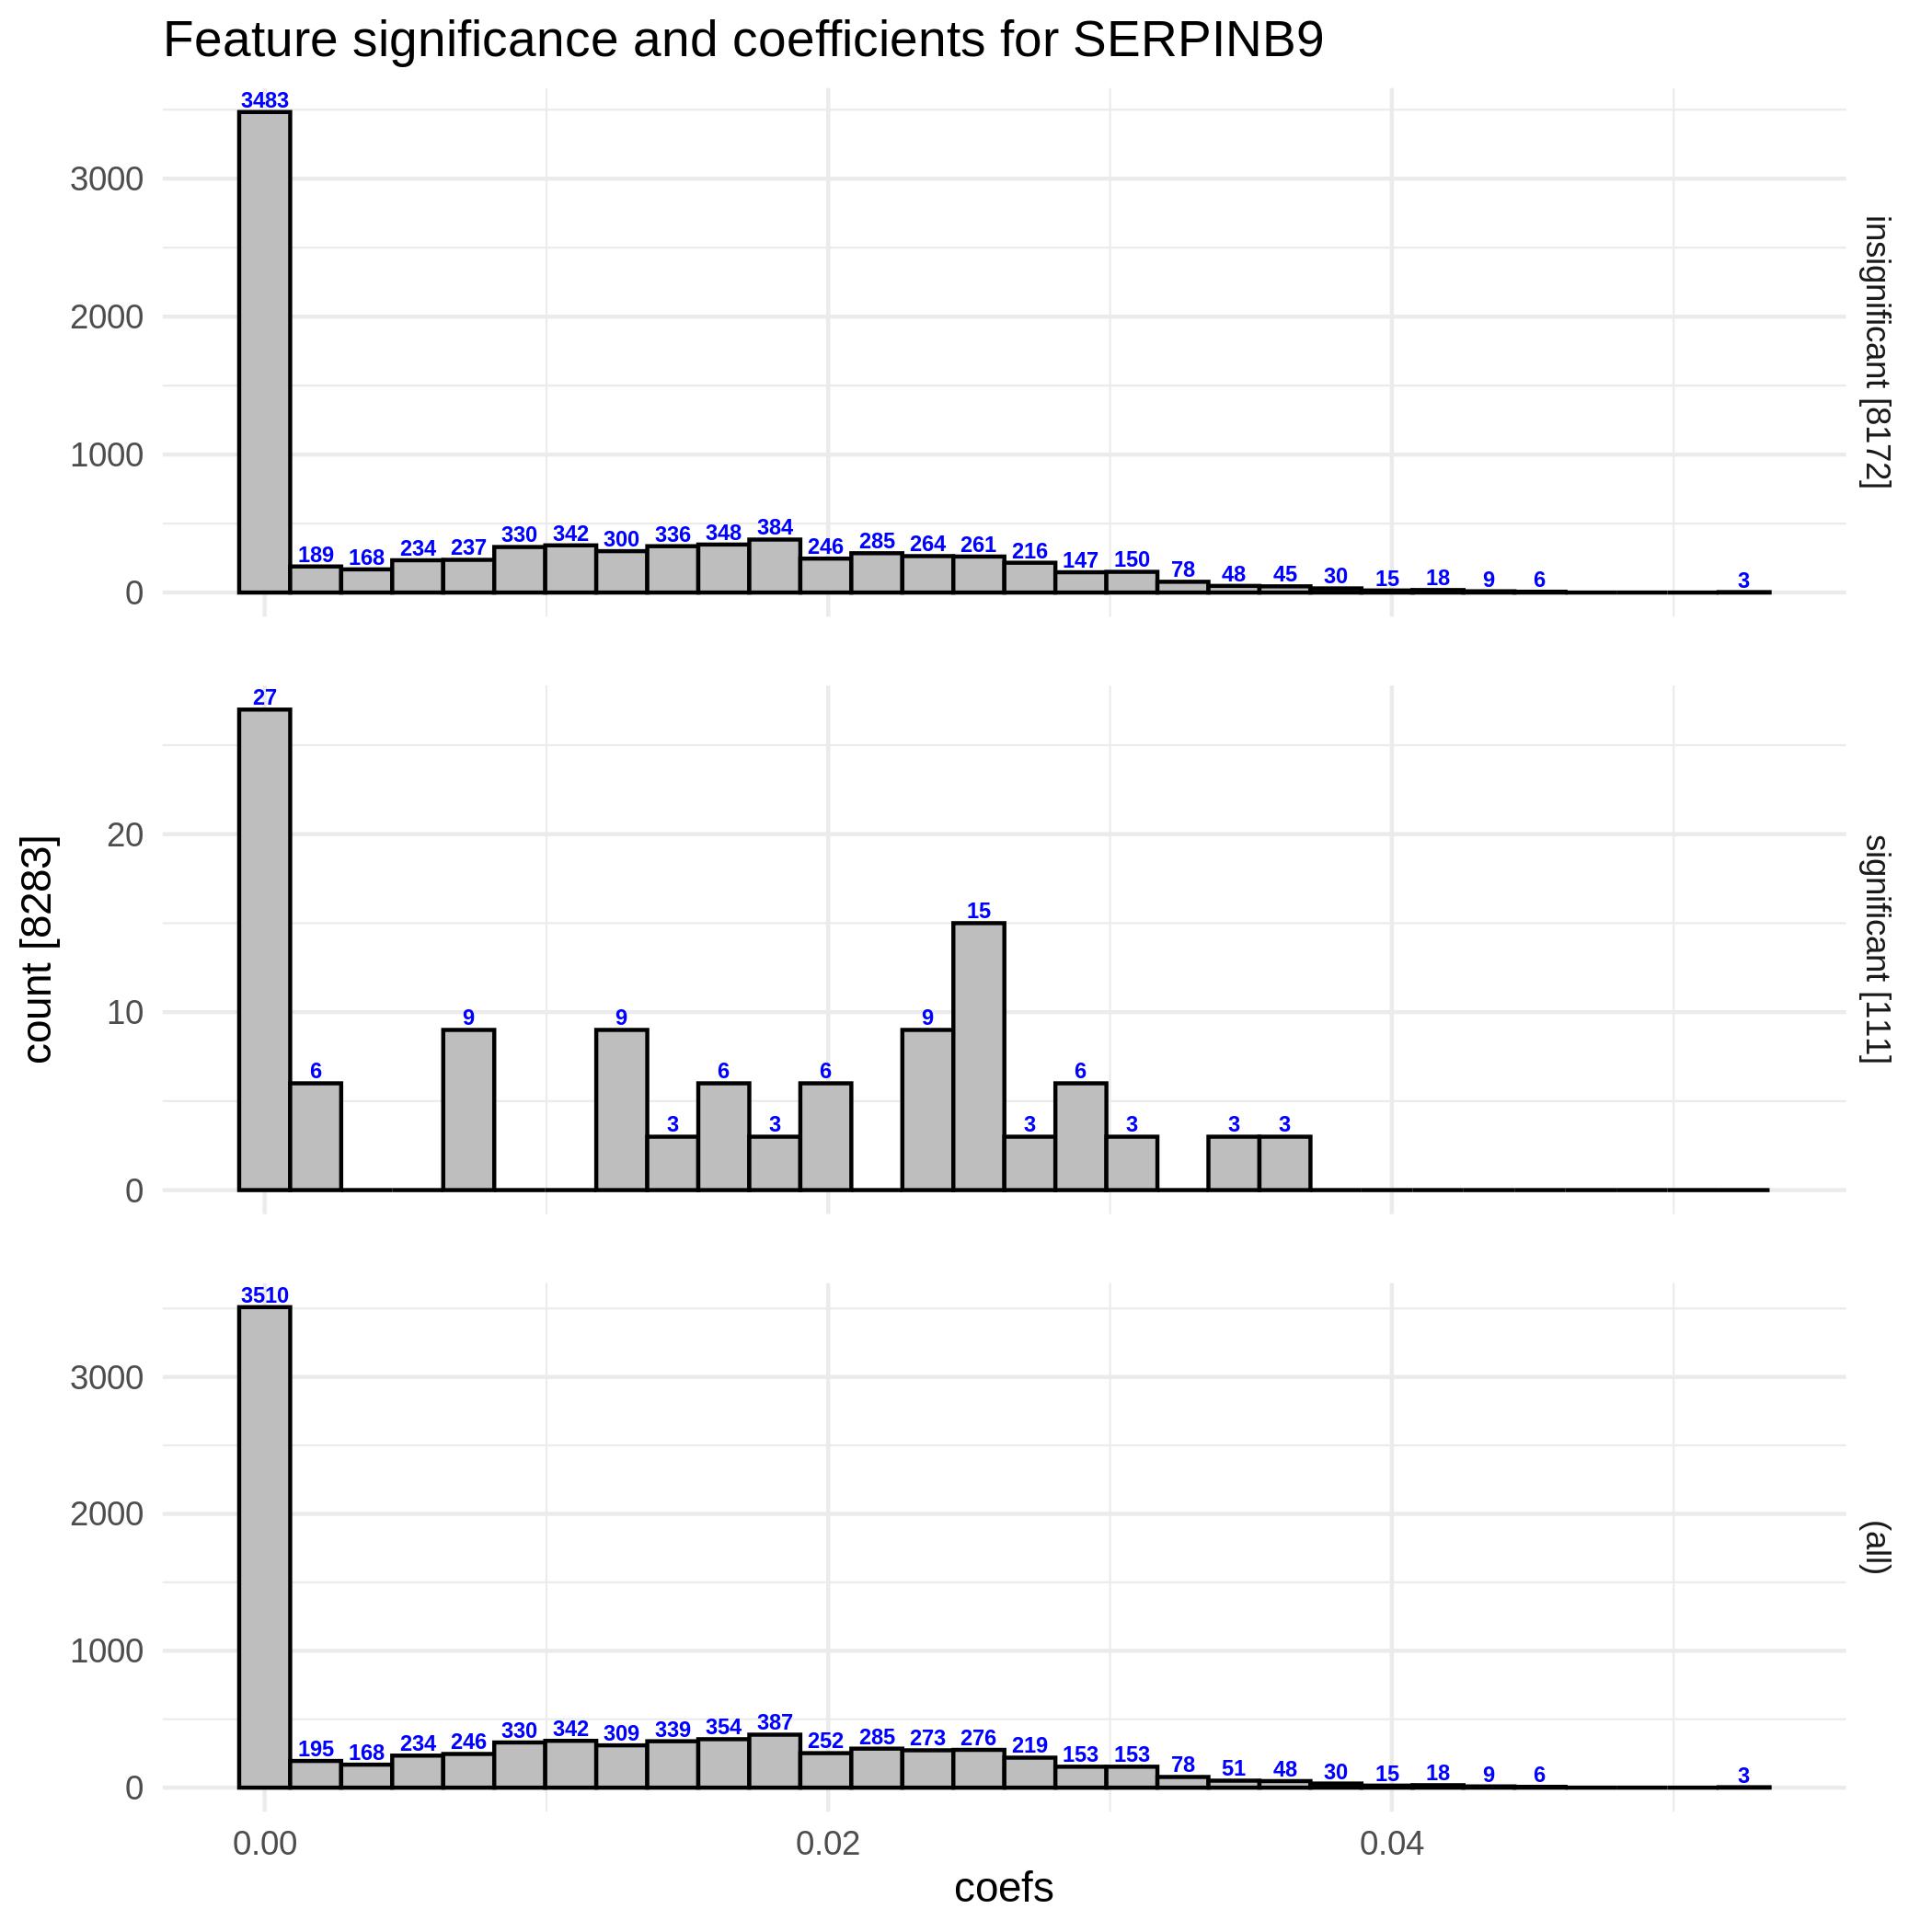 Feature significance and coefficients for SERPINB9
3483
3000
2000
1000
0
189 168 234 237 330 342 300 336 348 384 246 285 264 261 216 147 150 78 48 45 30 15 18 9 6 3
insignificant [8172]
count [8283]
27
20
10
0
6 9 9 3 6 3 6 9 15 3 6 3 3 3
significant [111]
3510
3000
2000
1000
0
195 168 234 246 330 342 309 339 354 387 252 285 273 276 219 153 153 78 51 48 30 15 18 9 6 3
(all)
0.00 0.02 0.04
coefs